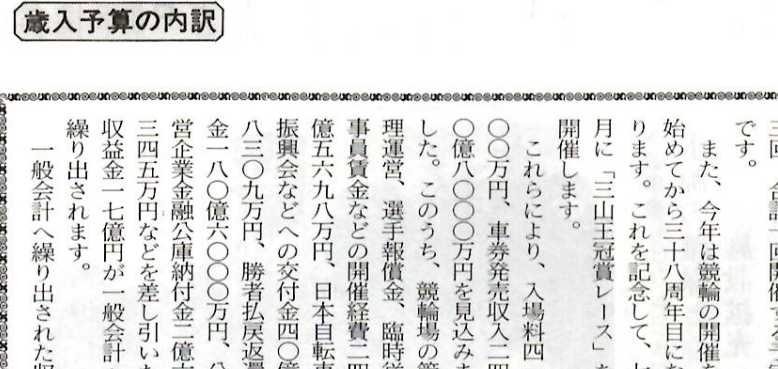 歳入予算の内訳
回開催する
です。
また、今年は競輪の開催を
始めてから三十八周年目にな
ります。これを記念して、
月に「三山王冠賞レース」を
開催します。
これらにより、入場料四
〇〇万円、車券発売収入二四
〇億八〇〇〇万円を見込みま
した。このうち、競輪場の管
理運営、選手報償金、臨時従
事員賃金などの開催経費二四
億五六九八万円、日本自転車
振興会などへの交付金四〇億
八三〇九万円、勝者払戻返還
金一八〇億六〇〇〇万円、公
営企業金融公庫納付金二億六
三四五万円などを差し引いた
収益金一七億円が一般会計へ
繰り出されます。
一般会計へ繰り出された収